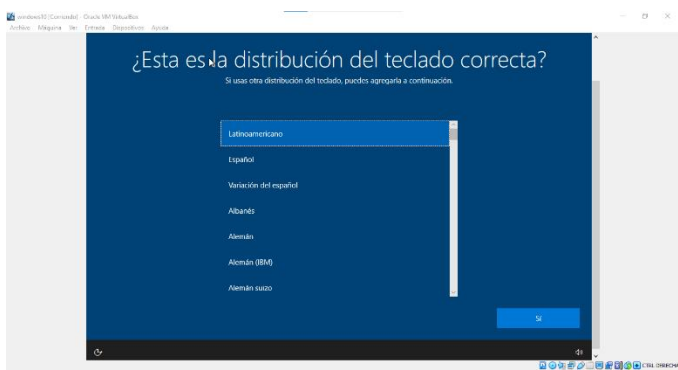 windows10 [Corriendo] - Oracle VM VirtualBox
Archivo Máquina Ver Entrada Dispositivos Ayuda
¿Esta es la distribución del teclado correcta?
Si usas otra distribución del teclado, puedes agregarla a continuación.
Latinoamericano
Español
Variación del español
Albanés
Alemán
Alemán (IBM)
Alemán suizo
Sí
CTRL DERECHA